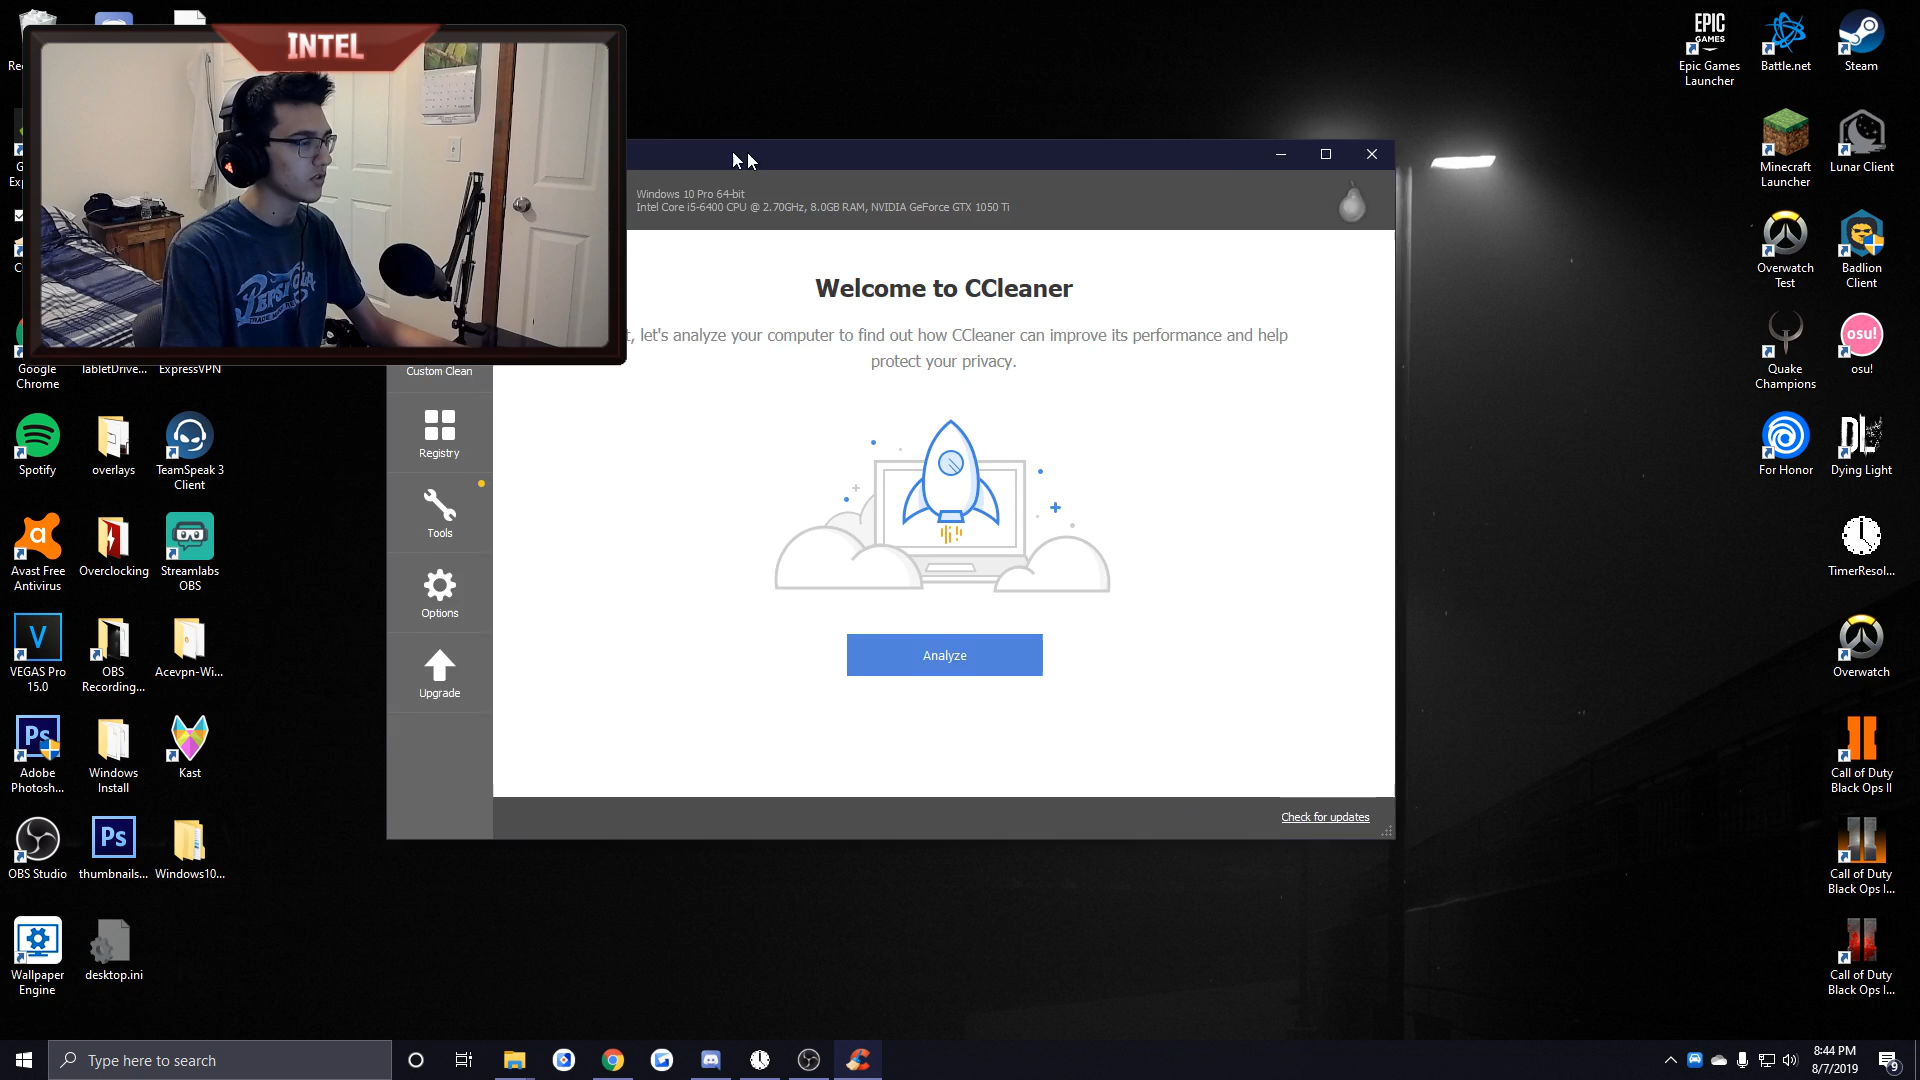 INTEL
Rec
G
Exp
C
Google
Chrome
TabletDrive...
ExpressVPN
Spotify
overlays
TeamSpeak 3
Client
Avast Free
Antivirus
Overclocking
Streamlabs
OBS
V
VEGAS Pro
15.0
OBS
Recording...
Acevpn-Wi...
Ps
Adobe
Photosh...
Windows
Install
Kast
OBS Studio
Ps
thumbnails...
Windows10...
Wallpaper
Engine
desktop.ini
Windows 10 Pro 64-bit
Intel Core i5-6400 CPU @ 2.70GHz, 8.0GB RAM, NVIDIA GeForce GTX 1050 Ti
Custom Clean
Registry
Tools
Options
Upgrade
Welcome to CCleaner
t, let's analyze your computer to find out how CCleaner can improve its performance and help
protect your privacy.
Analyze
Check for updates
EPIC
GAMES
Epic Games
Launcher
Battle.net
Steam
Minecraft
Launcher
Lunar Client
Overwatch
Test
Badlion
Client
Quake
Champions
osu!
osu!
For Honor
DL
Dying Light
TimerResol...
Overwatch
Call of Duty
Black Ops II
Call of Duty
Black Ops I...
Call of Duty
Black Ops I...
Type here to search
8:44 PM
8/7/2019
9